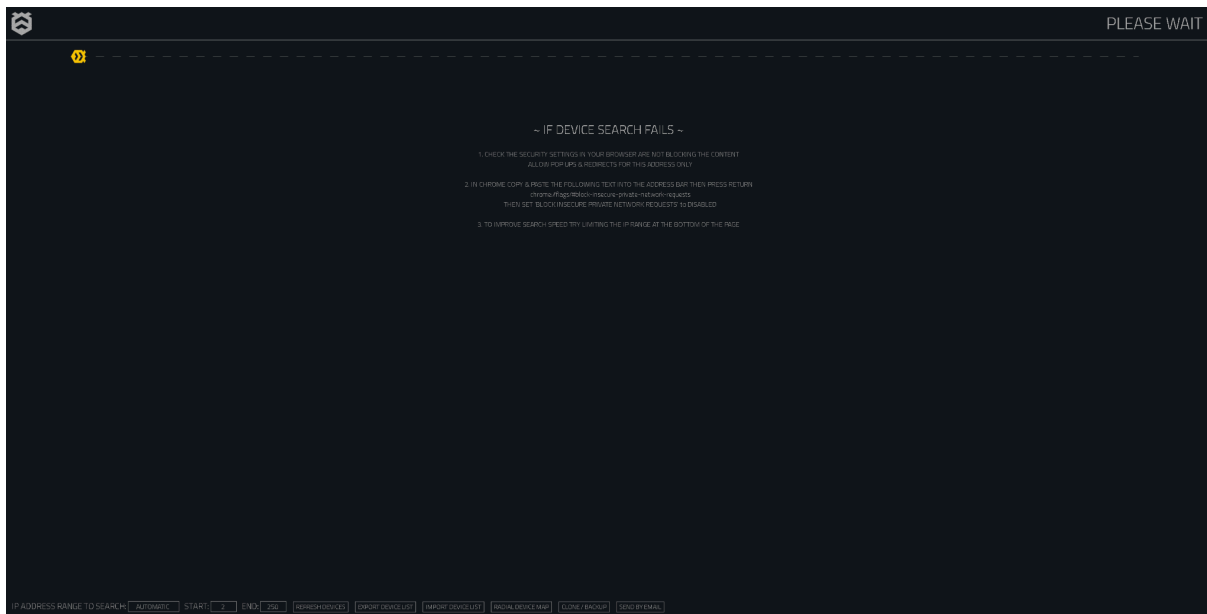 PLEASE WAIT
~ IF DEVICE SEARCH FAILS ~
1. CHECK THE SECURITY SETTINGS IN YOUR BROWSER ARE NOT BLOCKING THE CONTENT
ALLOW POP UPS & REDIRECTS FOR THIS ADDRESS ONLY
2. IN CHROME COPY & PASTE THE FOLLOWING TEXT INTO THE ADDRESS BAR THEN PRESS RETURN
chrome://flags/#block-insecure-private-network-requests
THEN SET 'BLOCK INSECURE PRIVATE NETWORK REQUESTS' to DISABLED
3. TO IMPROVE SEARCH SPEED TRY LIMITING THE IP RANGE AT THE BOTTOM OF THE PAGE
IP ADDRESS RANGE TO SEARCH: AUTOMATIC START: 2 END: 250 REFRESH DEVICES EXPORT DEVICE LIST IMPORT DEVICE LIST RADIAL DEVICE MAP CLONE / BACKUP SEND BY EMAIL